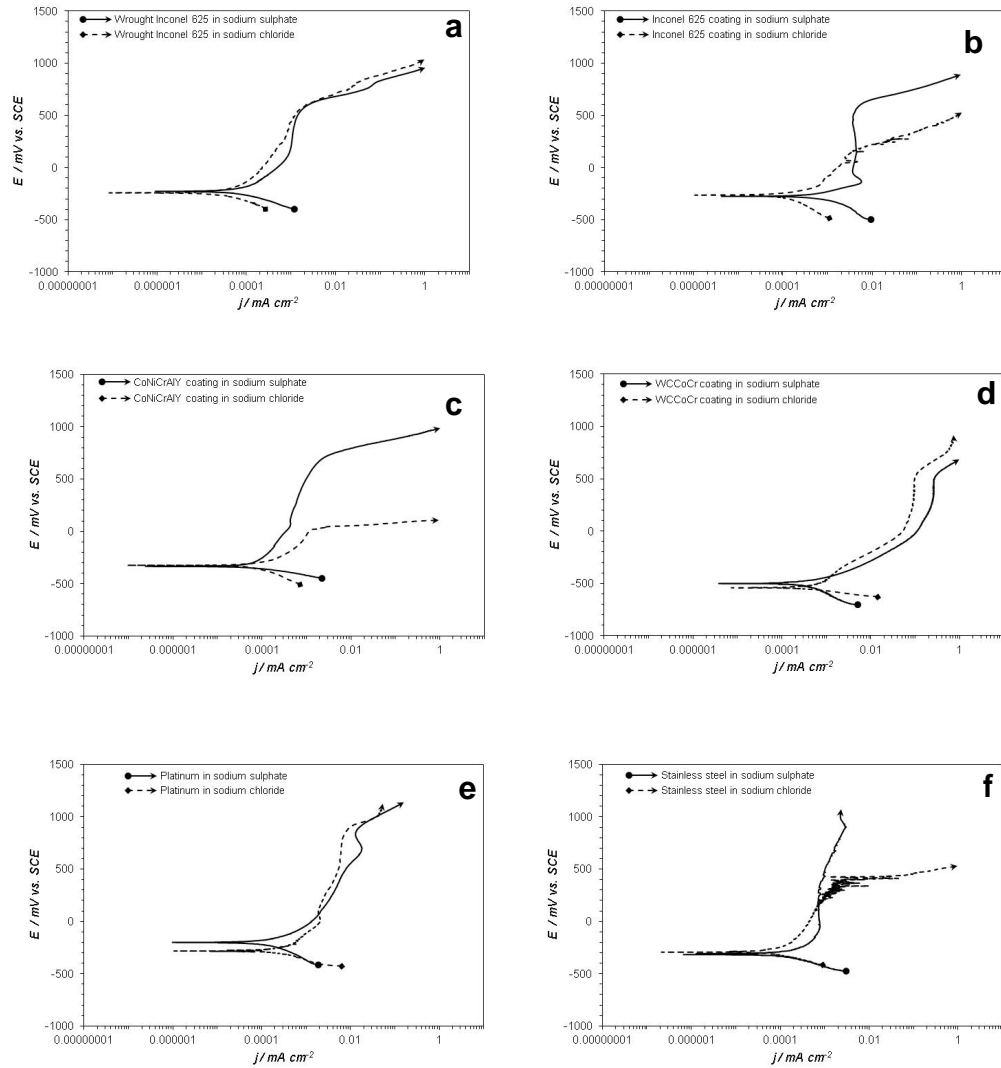 Wrought Inconel 625 in sodium sulphate
Wrought Inconel 625 in sodium chloride
a
1500
1000
500
0
-500
-1000
E / mV vs. SCE
0.00000001 0.000001 0.0001 0.01 1
j / mA cm-2
Inconel 625 coating in sodium sulphate
Inconel 625 coating in sodium chloride
b
1500
1000
500
0
-500
-1000
E / mV vs. SCE
0.00000001 0.000001 0.0001 0.01 1
j / mA cm-2
CoNiCrAlY coating in sodium sulphate
CoNiCrAlY coating in sodium chloride
c
1500
1000
500
0
-500
-1000
E / mV vs. SCE
0.00000001 0.000001 0.0001 0.01 1
j / mA cm-2
WCCoCr coating in sodium sulphate
WCCoCr coating in sodium chloride
d
1500
1000
500
0
-500
-1000
E / mV vs. SCE
0.00000001 0.000001 0.0001 0.01 1
j / mA cm-2
Platinum in sodium sulphate
Platinum in sodium chloride
e
1500
1000
500
0
-500
-1000
E / mV vs. SCE
0.00000001 0.000001 0.0001 0.01 1
j / mA cm-2
Stainless steel in sodium sulphate
Stainless steel in sodium chloride
f
1500
1000
500
0
-500
-1000
E / mV vs. SCE
0.00000001 0.000001 0.0001 0.01 1
j / mA cm-2